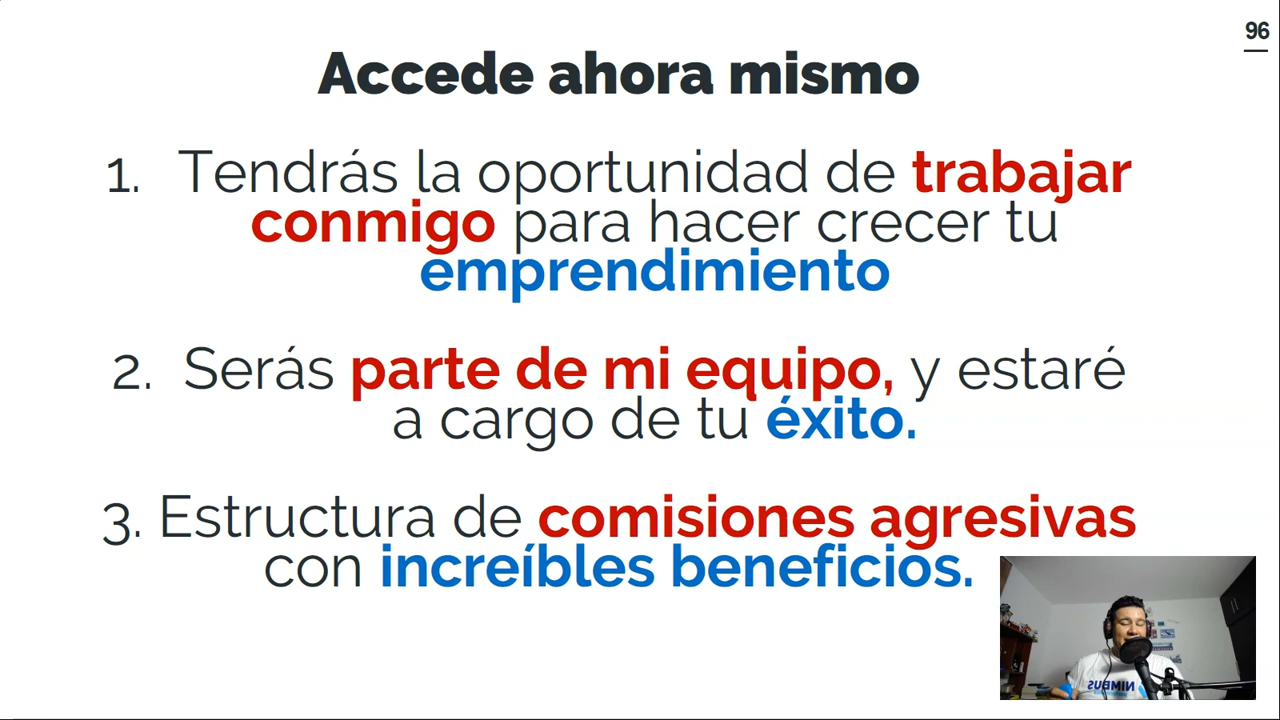 96
Accede ahora mismo
1. Tendrás la oportunidad de trabajar
conmigo para hacer crecer tu
emprendimiento
2. Serás parte de mi equipo, y estaré
a cargo de tu éxito.
3. Estructura de comisiones agresivas
con increíbles beneficios.
NIMBUS